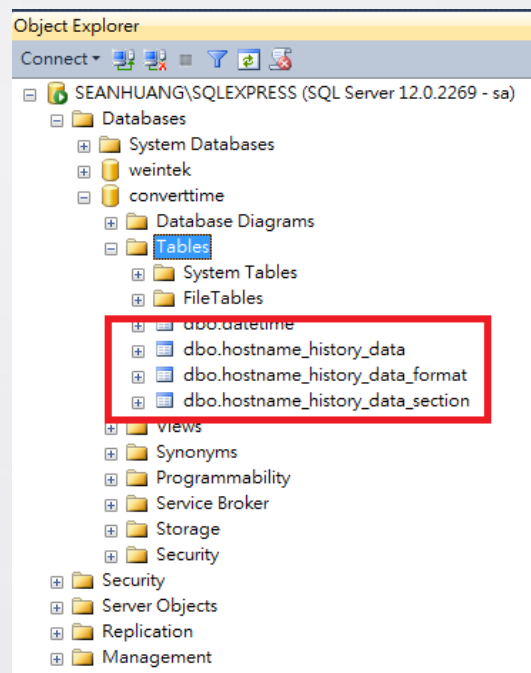 Object Explorer
Connect
SEANHUANG\SQLEXPRESS (SQL Server 12.0.2269 - sa)
Databases
System Databases
weintek
converttime
Database Diagrams
Tables
System Tables
FileTables
dbo.datetime
dbo.hostname_history_data
dbo.hostname_history_data_format
dbo.hostname_history_data_section
Views
Synonyms
Programmability
Service Broker
Storage
Security
Security
Server Objects
Replication
Management